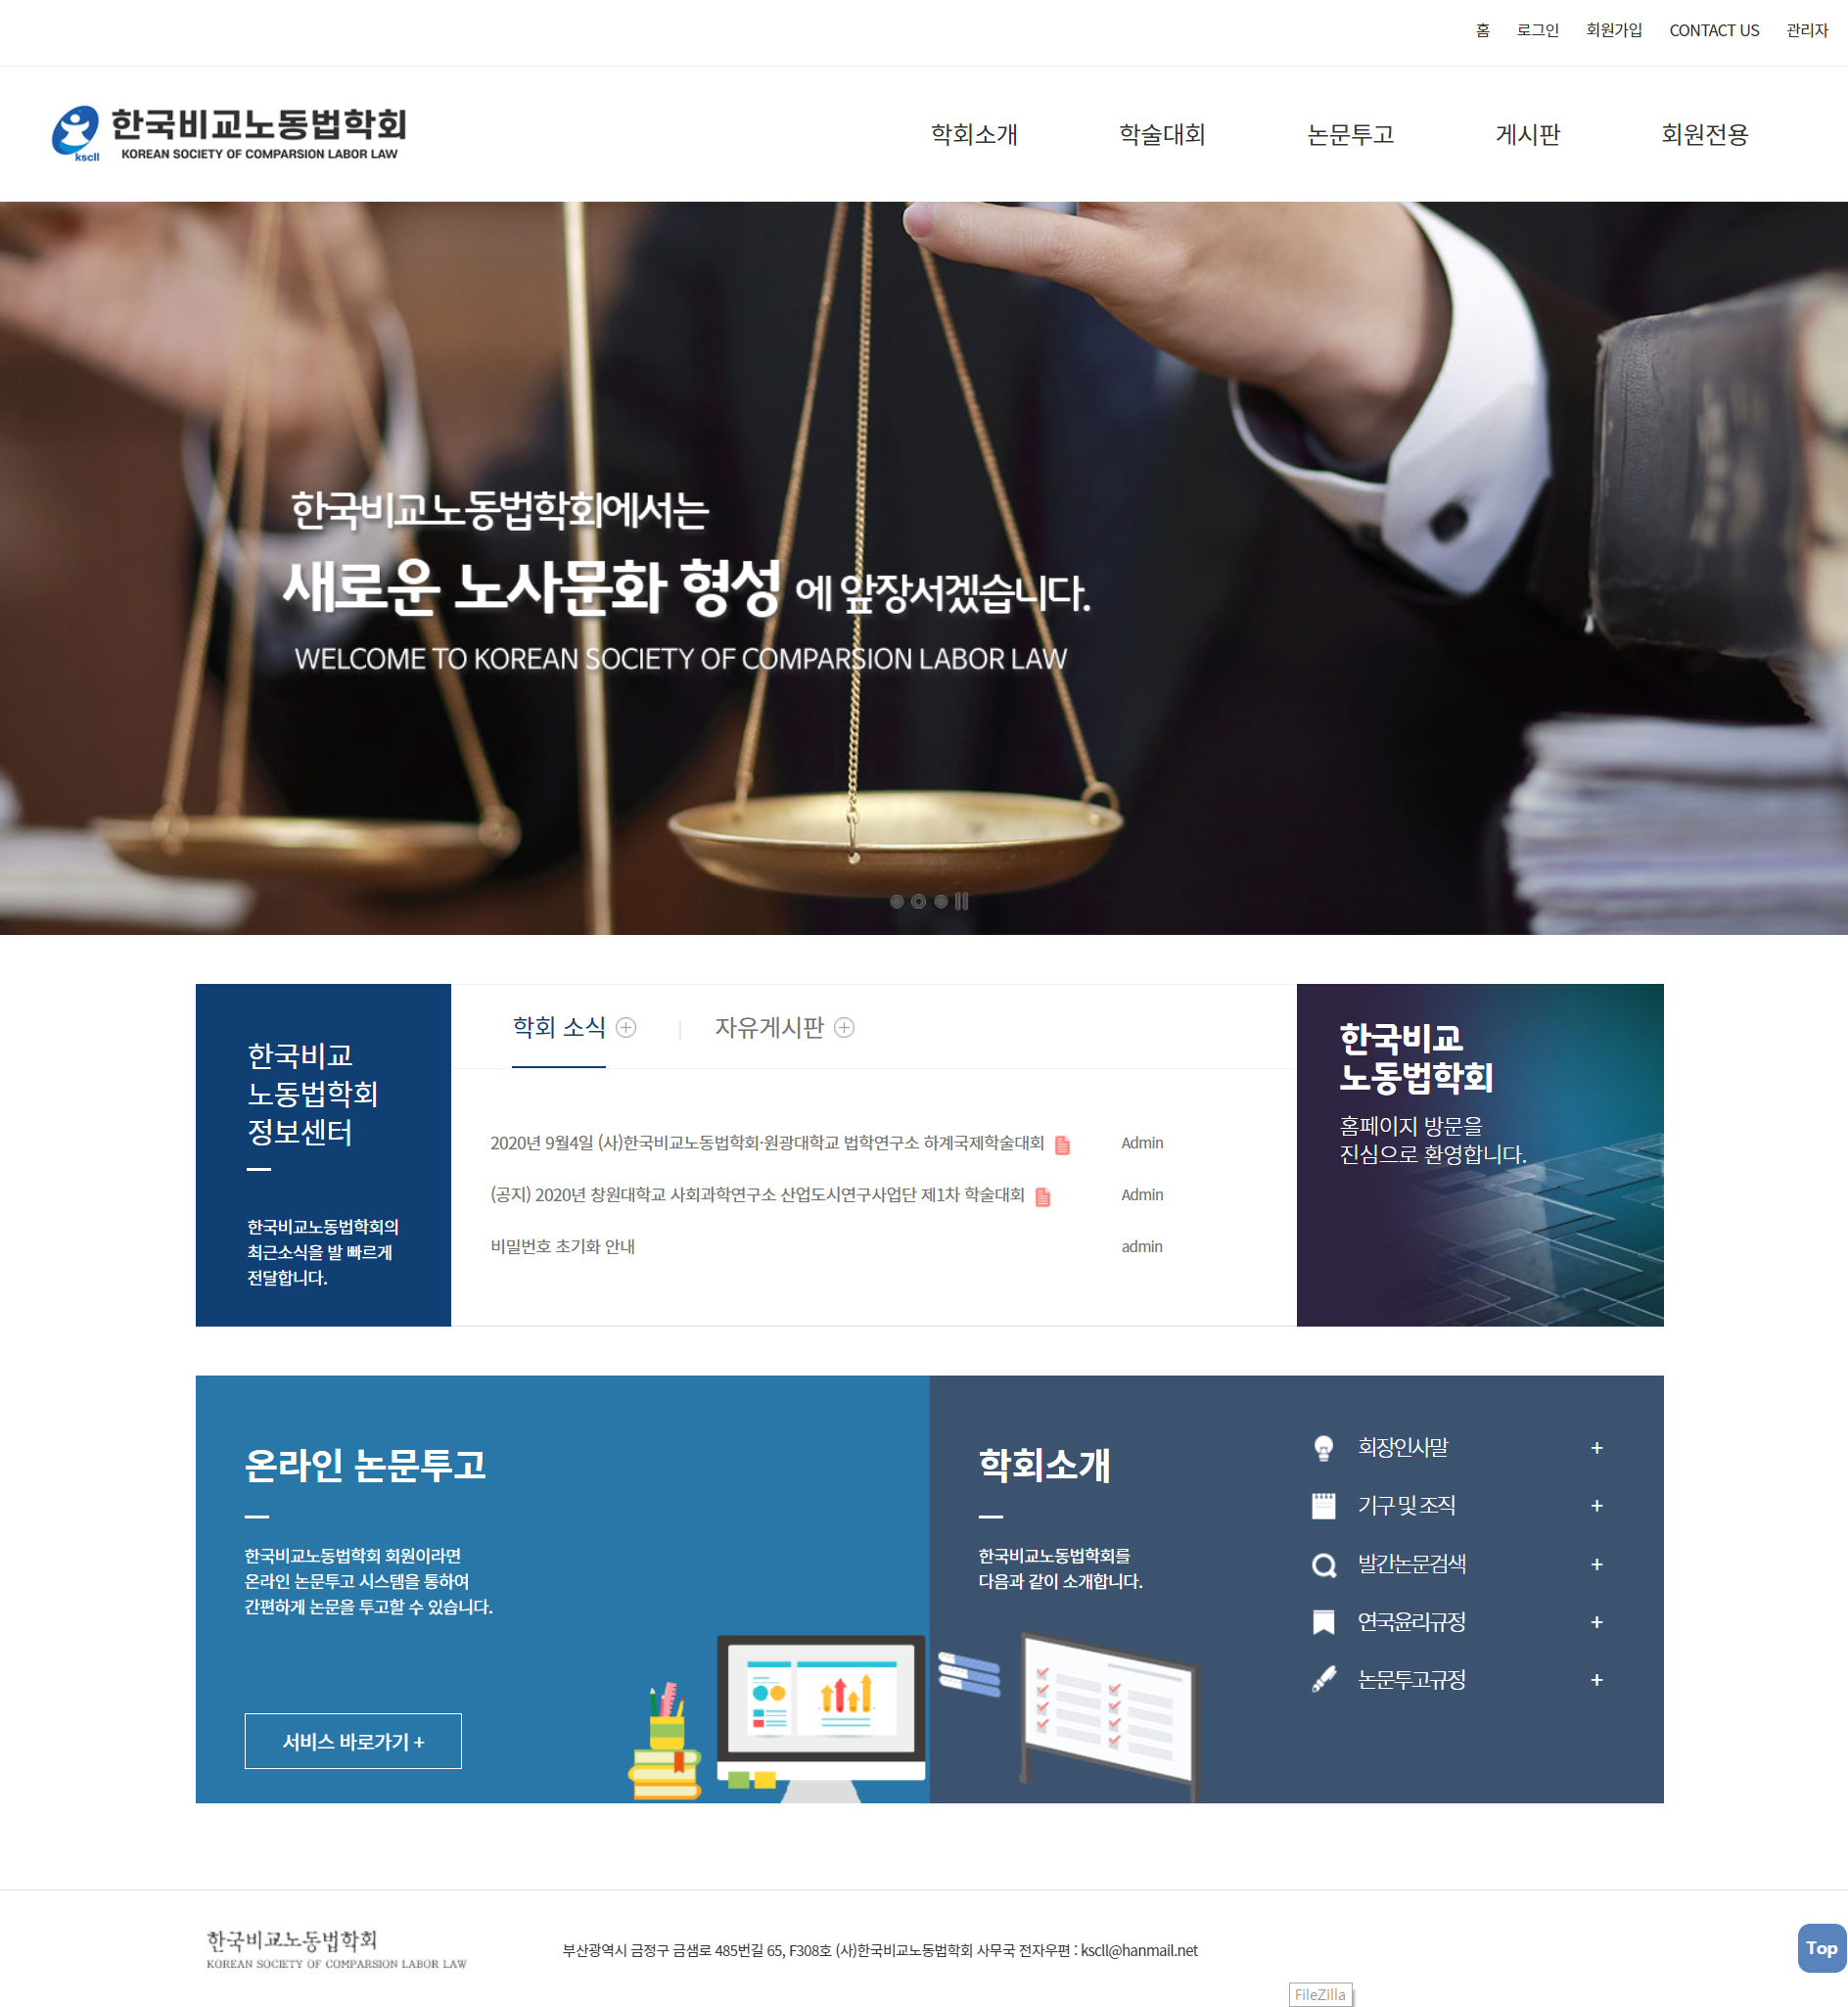 홈 로그인 회원가입 CONTACT US 관리자
한국비교노동법학회
KOREAN SOCIETY OF COMPARSION LABOR LAW
kscll
학회소개 학술대회 논문투고 게시판 회원전용
한국비교노동법학회에서는
새로운 노사문화 형성 에 앞장서겠습니다.
WELCOME TO KOREAN SOCIETY OF COMPARSION LABOR LAW
한국비교
노동법학회
정보센터
한국비교노동법학회의
최근소식을 발 빠르게
전달합니다.
학회 소식 | 자유게시판
2020년 9월4일 (사)한국비교노동법학회·원광대학교 법학연구소 하계국제학술대회 Admin
(공지) 2020년 창원대학교 사회과학연구소 산업도시연구사업단 제1차 학술대회 Admin
비밀번호 초기화 안내 admin
한국비교
노동법학회
홈페이지 방문을
진심으로 환영합니다.
온라인 논문투고
한국비교노동법학회 회원이라면
온라인 논문투고 시스템을 통하여
간편하게 논문을 투고할 수 있습니다.
서비스 바로가기 +
학회소개
한국비교노동법학회를
다음과 같이 소개합니다.
회장인사말 +
기구 및 조직 +
발간논문검색 +
연국윤리규정 +
논문투고규정 +
한국비교노동법학회
KOREAN SOCIETY OF COMPARSION LABOR LAW
부산광역시 금정구 금샘로 485번길 65, F308호 (사)한국비교노동법학회 사무국 전자우편 : kscll@hanmail.net
Top
FileZilla